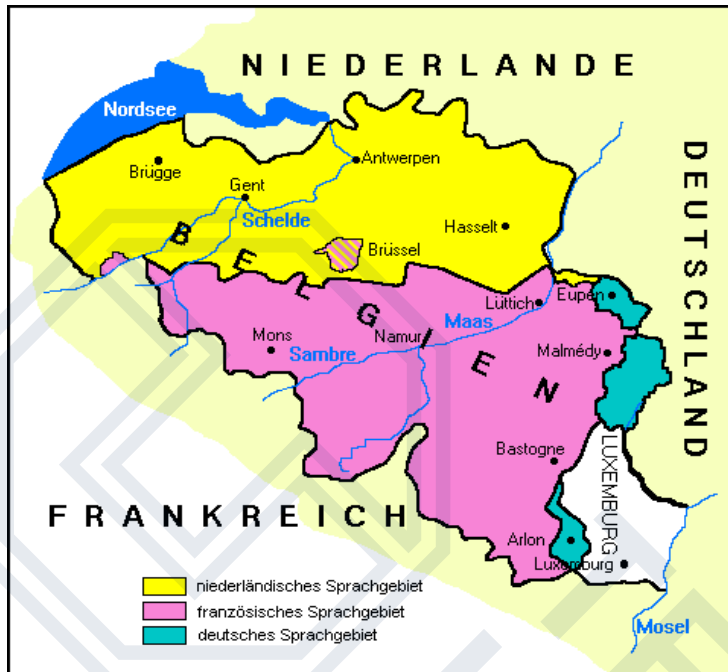 NIEDERLANDE
Nordsee
DEUTSCHLAND
Antwerpen
Brügge
Gent
Schelde
Hasselt
Brüssel
BELGIEN
Eupen
Lüttich
Maas
Mons
Namur
Sambre
Malmédy
Bastogne
LUXEMBURG
FRANKREICH
Arlon
Luxemburg
niederländisches Sprachgebiet
französisches Sprachgebiet
deutsches Sprachgebiet
Mosel